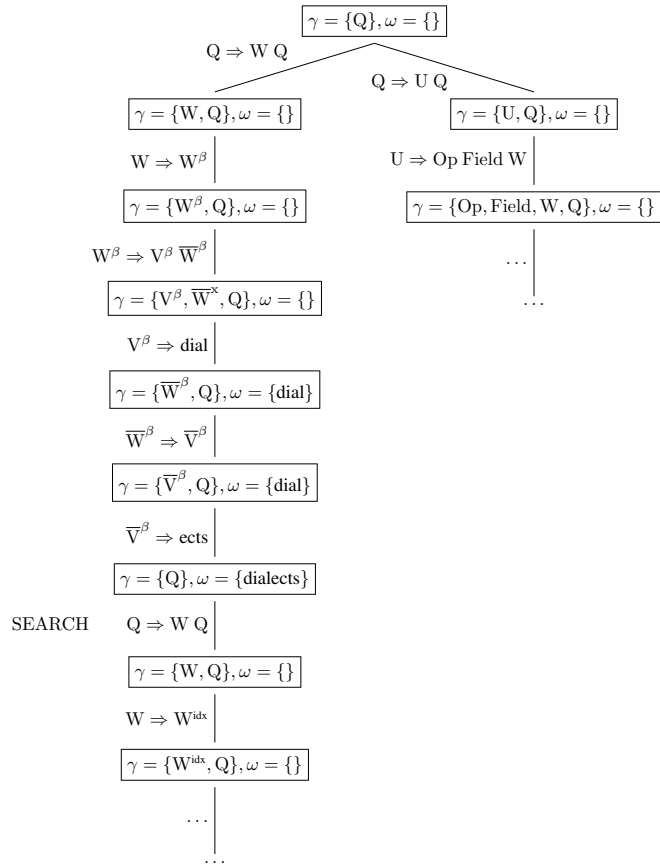 γ = {Q}, ω = {}
Q ⇒ W Q
Q ⇒ U Q
γ = {W, Q}, ω = {}
γ = {U, Q}, ω = {}
W ⇒ W^β
U ⇒ Op Field W
γ = {W^β, Q}, ω = {}
γ = {Op, Field, W, Q}, ω = {}
W^β ⇒ V^β W̅^β
...
γ = {V^β, W̅^x, Q}, ω = {}
...
V^β ⇒ dial
γ = {W̅^β, Q}, ω = {dial}
W̅^β ⇒ V̅^β
γ = {V̅^β, Q}, ω = {dial}
V̅^β ⇒ ects
γ = {Q}, ω = {dialects}
SEARCH Q ⇒ W Q
γ = {W, Q}, ω = {}
W ⇒ W^idx
γ = {W^idx, Q}, ω = {}
...
...